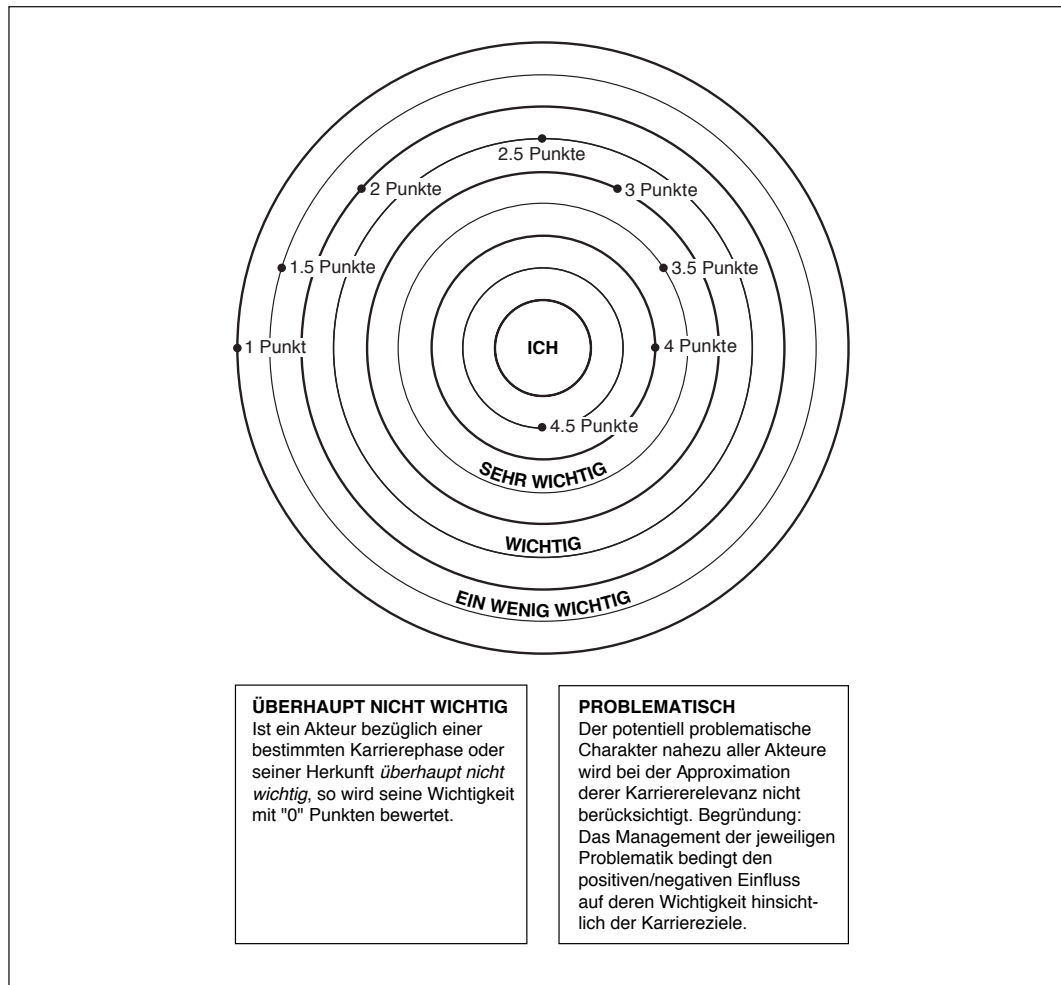 2.5 Punkte
2 Punkte
3 Punkte
1.5 Punkte
3.5 Punkte
1 Punkt
ICH
4 Punkte
4.5 Punkte
SEHR WICHTIG
WICHTIG
EIN WENIG WICHTIG
ÜBERHAUPT NICHT WICHTIG
Ist ein Akteur bezüglich einer
bestimmten Karrierephase oder
seiner Herkunft überhaupt nicht
wichtig, so wird seine Wichtigkeit
mit "0" Punkten bewertet.
PROBLEMATISCH
Der potentiell problematische
Charakter nahezu aller Akteure
wird bei der Approximation
derer Karriererelevanz nicht
berücksichtigt. Begründung:
Das Management der jeweiligen
Problematik bedingt den
positiven/negativen Einfluss
auf deren Wichtigkeit hinsicht-
lich der Karriereziele.